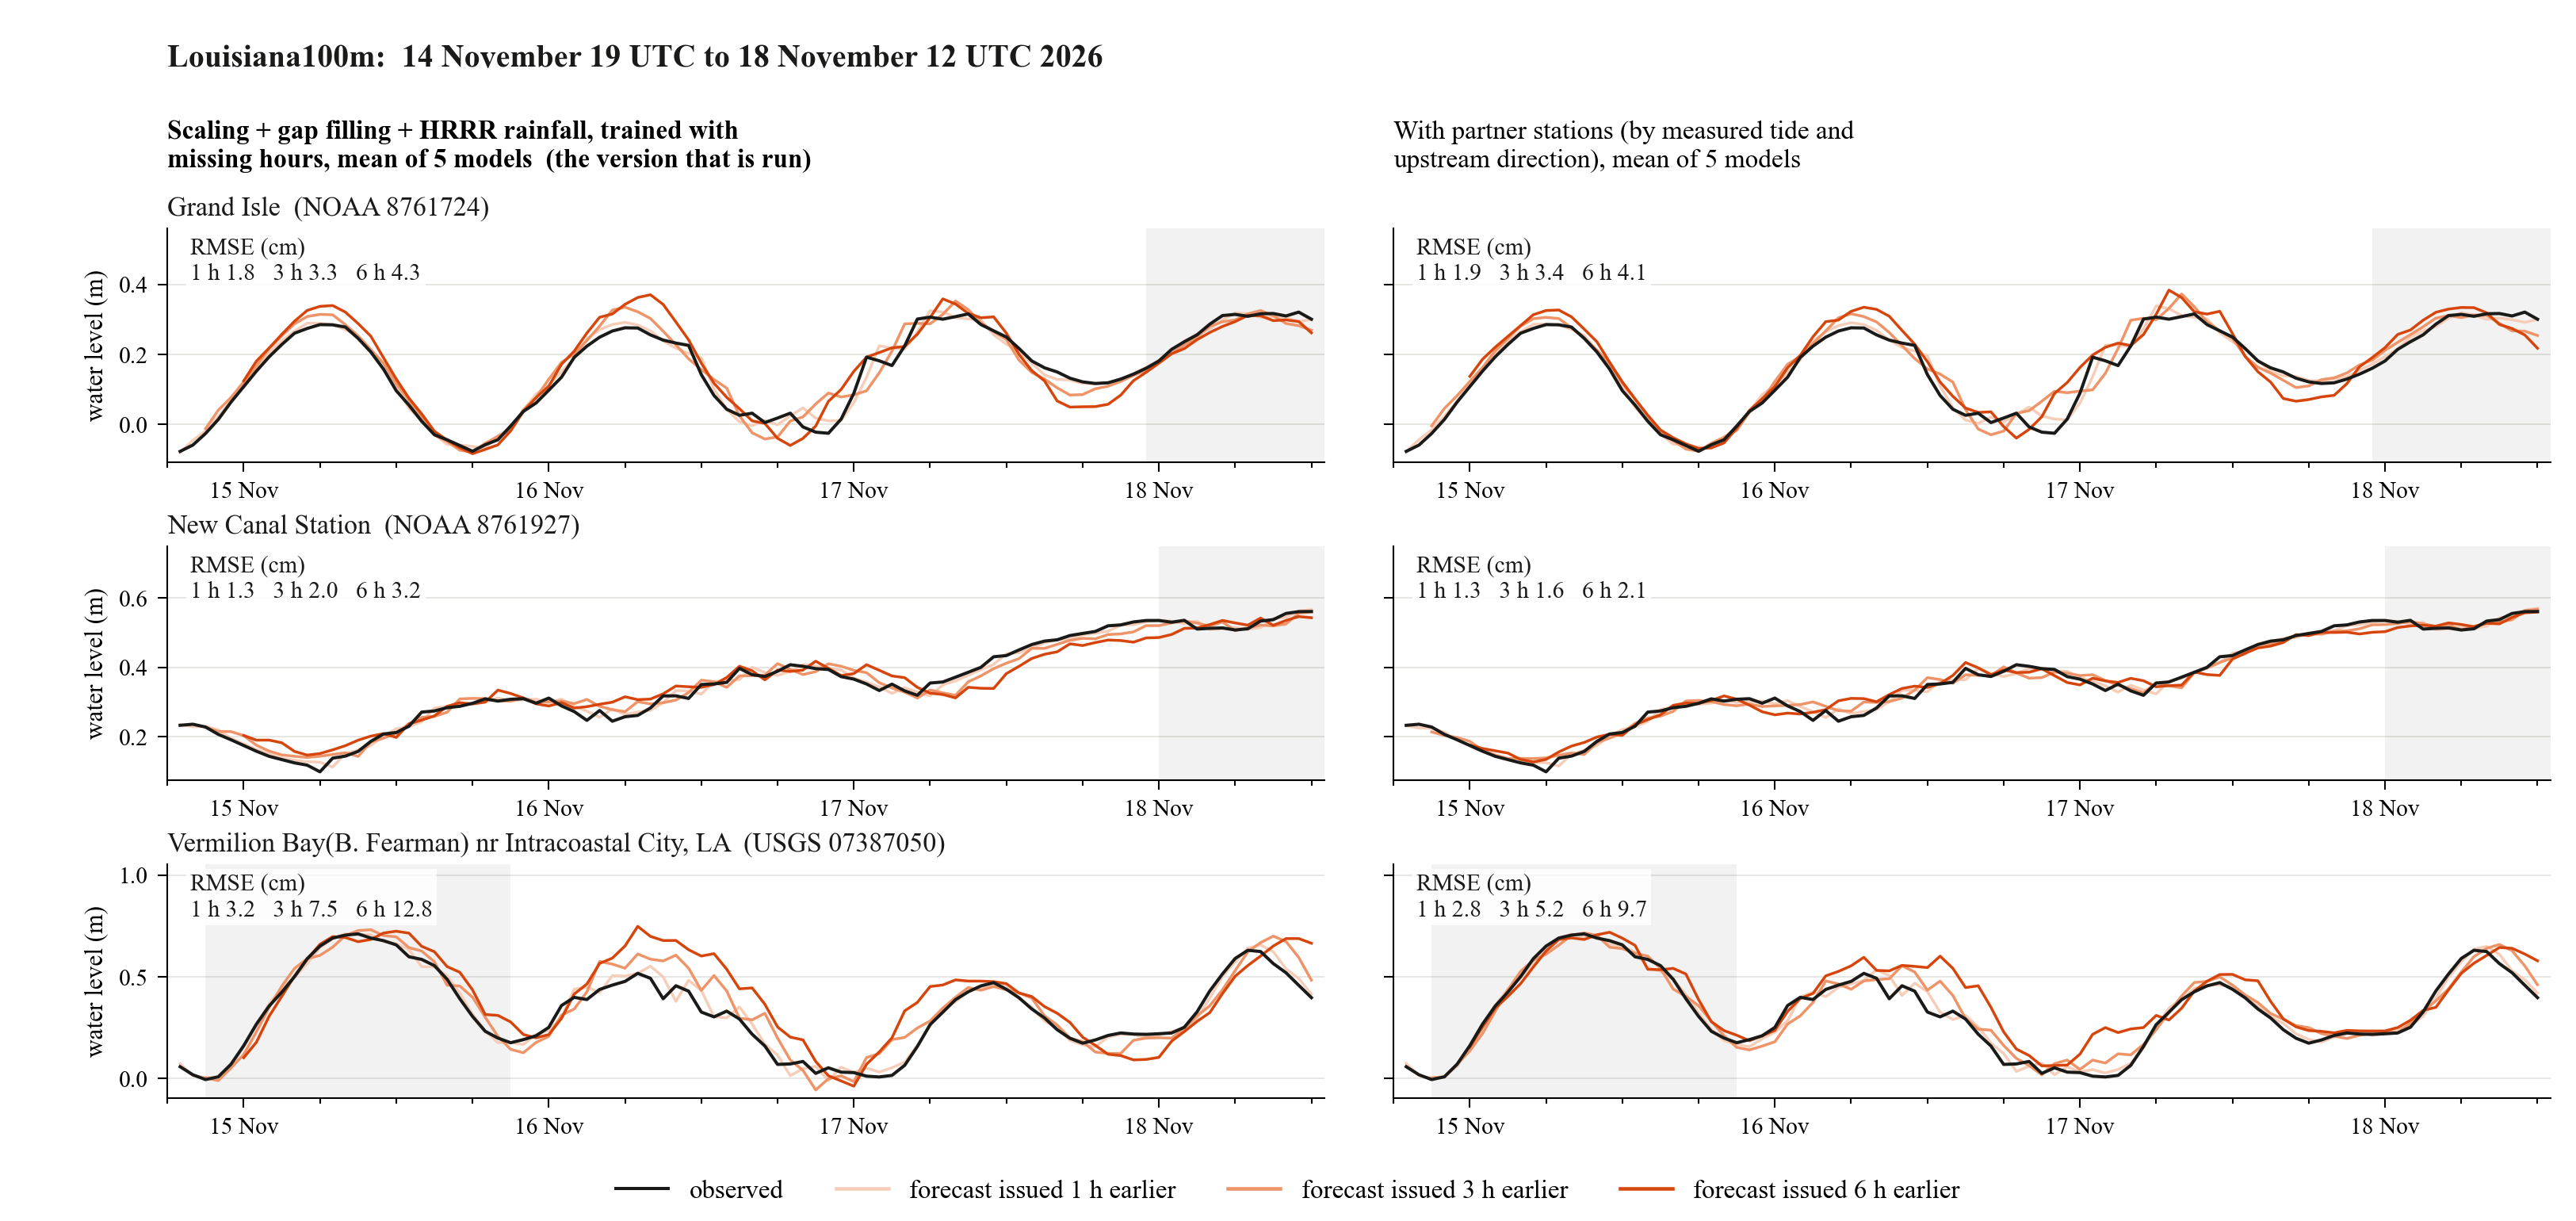 Louisiana100m:  14 November 19 UTC to 18 November 12 UTC 2026
Scaling + gap filling + HRRR rainfall, trained with
missing hours, mean of 5 models  (the version that is run)
With partner stations (by measured tide and
upstream direction), mean of 5 models
Grand Isle  (NOAA 8761724)
RMSE (cm)
1 h 1.8   3 h 3.3   6 h 4.3
RMSE (cm)
1 h 1.9   3 h 3.4   6 h 4.1
water level (m)
0.4
0.2
0.0
15 Nov   16 Nov   17 Nov   18 Nov
15 Nov   16 Nov   17 Nov   18 Nov
New Canal Station  (NOAA 8761927)
RMSE (cm)
1 h 1.3   3 h 2.0   6 h 3.2
RMSE (cm)
1 h 1.3   3 h 1.6   6 h 2.1
water level (m)
0.6
0.4
0.2
15 Nov   16 Nov   17 Nov   18 Nov
15 Nov   16 Nov   17 Nov   18 Nov
Vermilion Bay(B. Fearman) nr Intracoastal City, LA  (USGS 07387050)
RMSE (cm)
1 h 3.2   3 h 7.5   6 h 12.8
RMSE (cm)
1 h 2.8   3 h 5.2   6 h 9.7
water level (m)
1.0
0.5
0.0
15 Nov   16 Nov   17 Nov   18 Nov
15 Nov   16 Nov   17 Nov   18 Nov
observed   forecast issued 1 h earlier   forecast issued 3 h earlier   forecast issued 6 h earlier